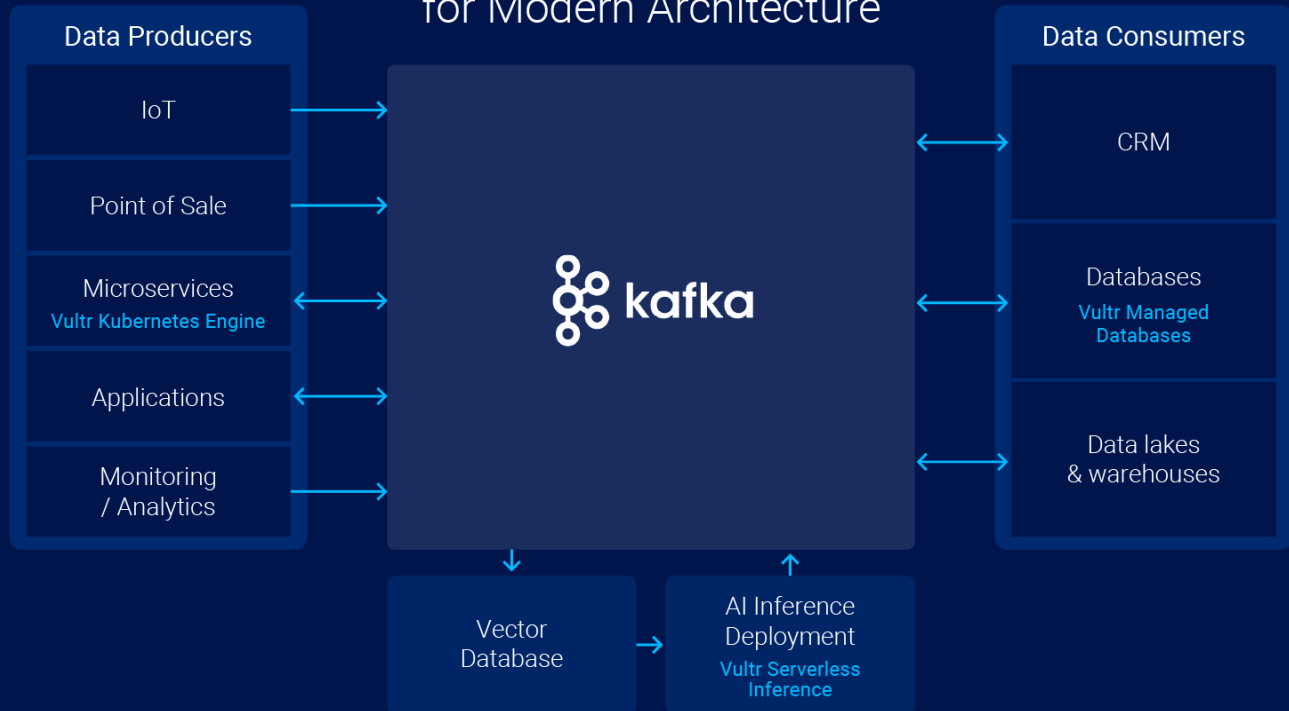 for Modern Architecture
Data Producers
IoT
Point of Sale
Microservices
Vultr Kubernetes Engine
Applications
Monitoring
/ Analytics
kafka
Data Consumers
CRM
Databases
Vultr Managed
Databases
Data lakes
& warehouses
Vector
Database
AI Inference
Deployment
Vultr Serverless
Inference